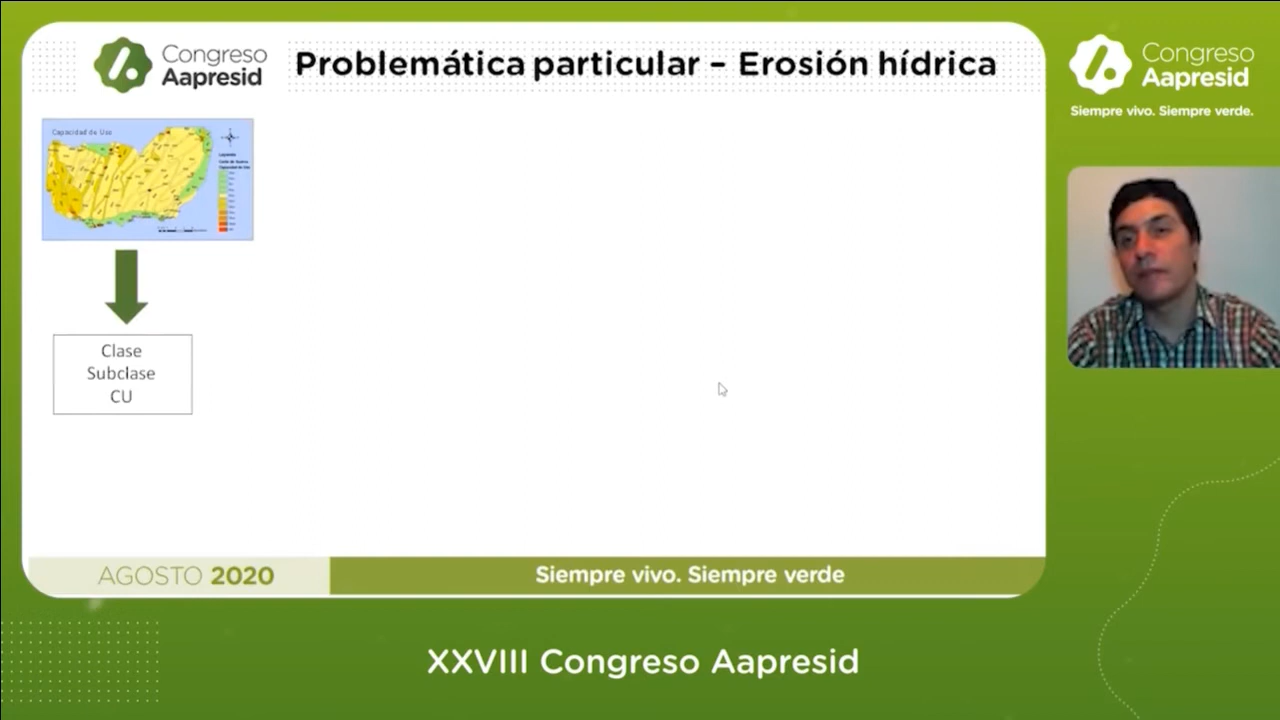 Congreso
Aapresid
Problemática particular – Erosión hídrica
Congreso
Aapresid
Siempre vivo. Siempre verde.
Capacidad de Uso
Clase
Subclase
CU
AGOSTO 2020
Siempre vivo. Siempre verde
XXVIII Congreso Aapresid